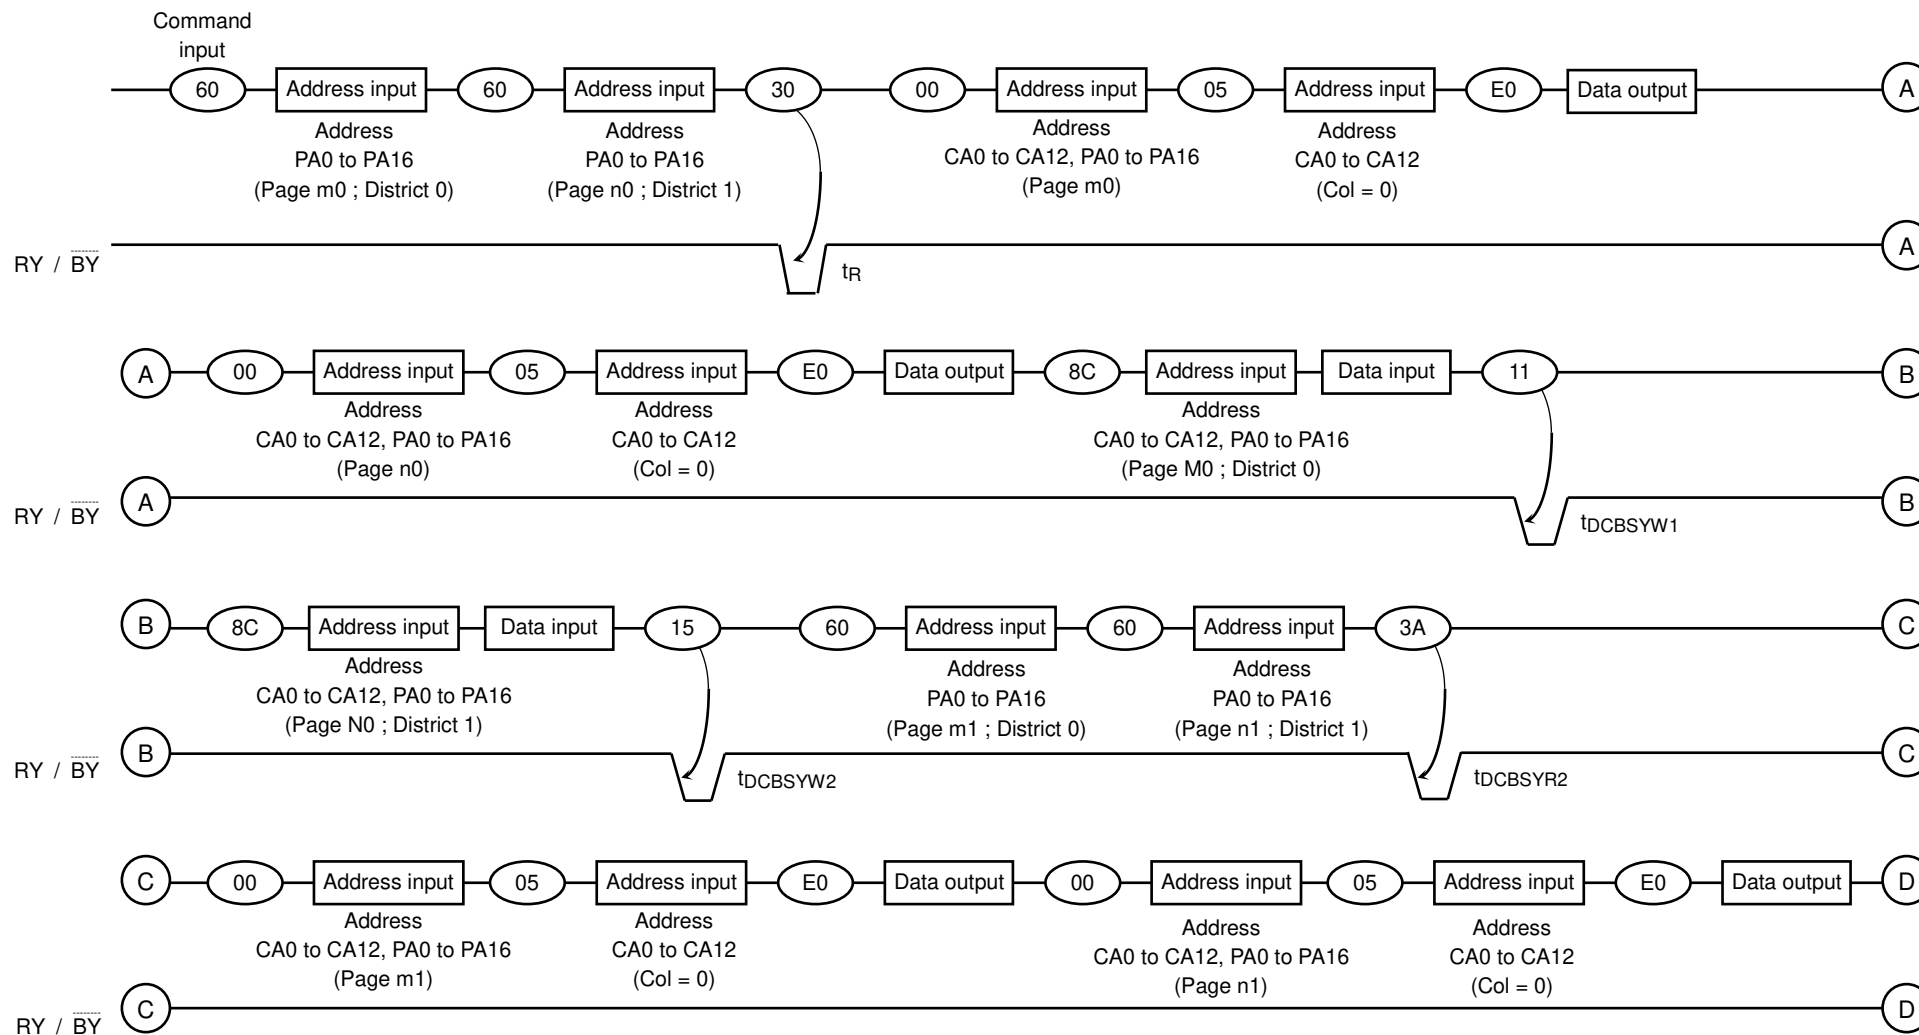 Command
input
60 Address input 60 Address input 30 00 Address input 05 Address input E0 Data output A
Address
PA0 to PA16
(Page m0 ; District 0)
Address
PA0 to PA16
(Page n0 ; District 1)
Address
CA0 to CA12, PA0 to PA16
(Page m0)
Address
CA0 to CA12
(Col = 0)
RY / BY A
tR
A 00 Address input 05 Address input E0 Data output 8C Address input Data input 11 B
Address
CA0 to CA12, PA0 to PA16
(Page n0)
Address
CA0 to CA12
(Col = 0)
Address
CA0 to CA12, PA0 to PA16
(Page M0 ; District 0)
RY / BY A B
tDCBSYW1
B 8C Address input Data input 15 60 Address input 60 Address input 3A C
Address
CA0 to CA12, PA0 to PA16
(Page N0 ; District 1)
Address
PA0 to PA16
(Page m1 ; District 0)
Address
PA0 to PA16
(Page n1 ; District 1)
RY / BY B C
tDCBSYW2
tDCBSYR2
C 00 Address input 05 Address input E0 Data output 00 Address input 05 Address input E0 Data output D
Address
CA0 to CA12, PA0 to PA16
(Page m1)
Address
CA0 to CA12
(Col = 0)
Address
CA0 to CA12, PA0 to PA16
(Page n1)
Address
CA0 to CA12
(Col = 0)
RY / BY C D